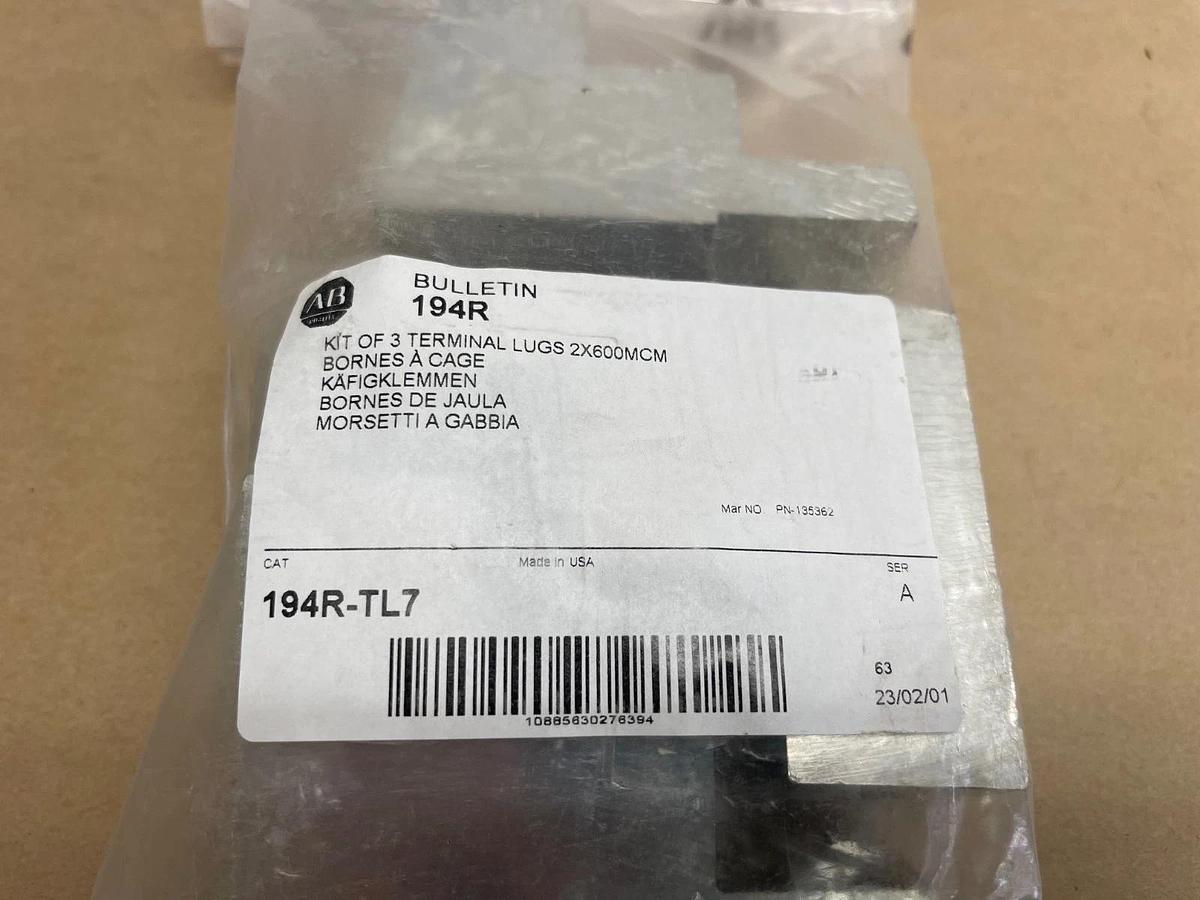 AB
BULLETIN
194R
KIT OF 3 TERMINAL LUGS 2X600MCM
BORNES À CAGE
KÄFIGKLEMMEN
BORNES DE JAULA
MORSETTI A GABBIA
Mar NO PN-135362
CAT Made in USA SER
194R-TL7 A
63
23/02/01
10885630276394